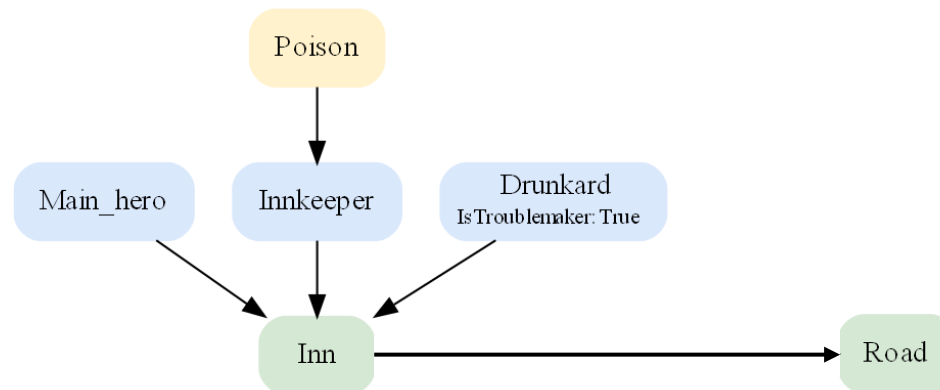 Poison
Main_hero
Innkeeper
Drunkard
IsTroublemaker: True
Inn
Road